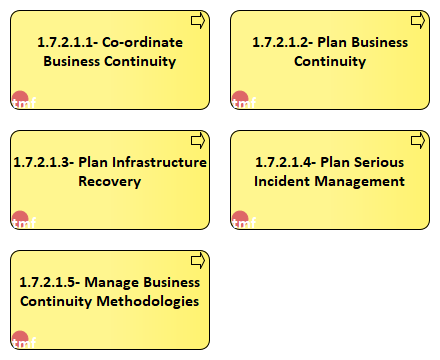 1.7.2.1.1- Co-ordinate
Business Continuity
tmf
1.7.2.1.2- Plan Business
Continuity
tmf
1.7.2.1.3- Plan Infrastructure
Recovery
tmf
1.7.2.1.4- Plan Serious
Incident Management
tmf
1.7.2.1.5- Manage Business
Continuity Methodologies
tmf